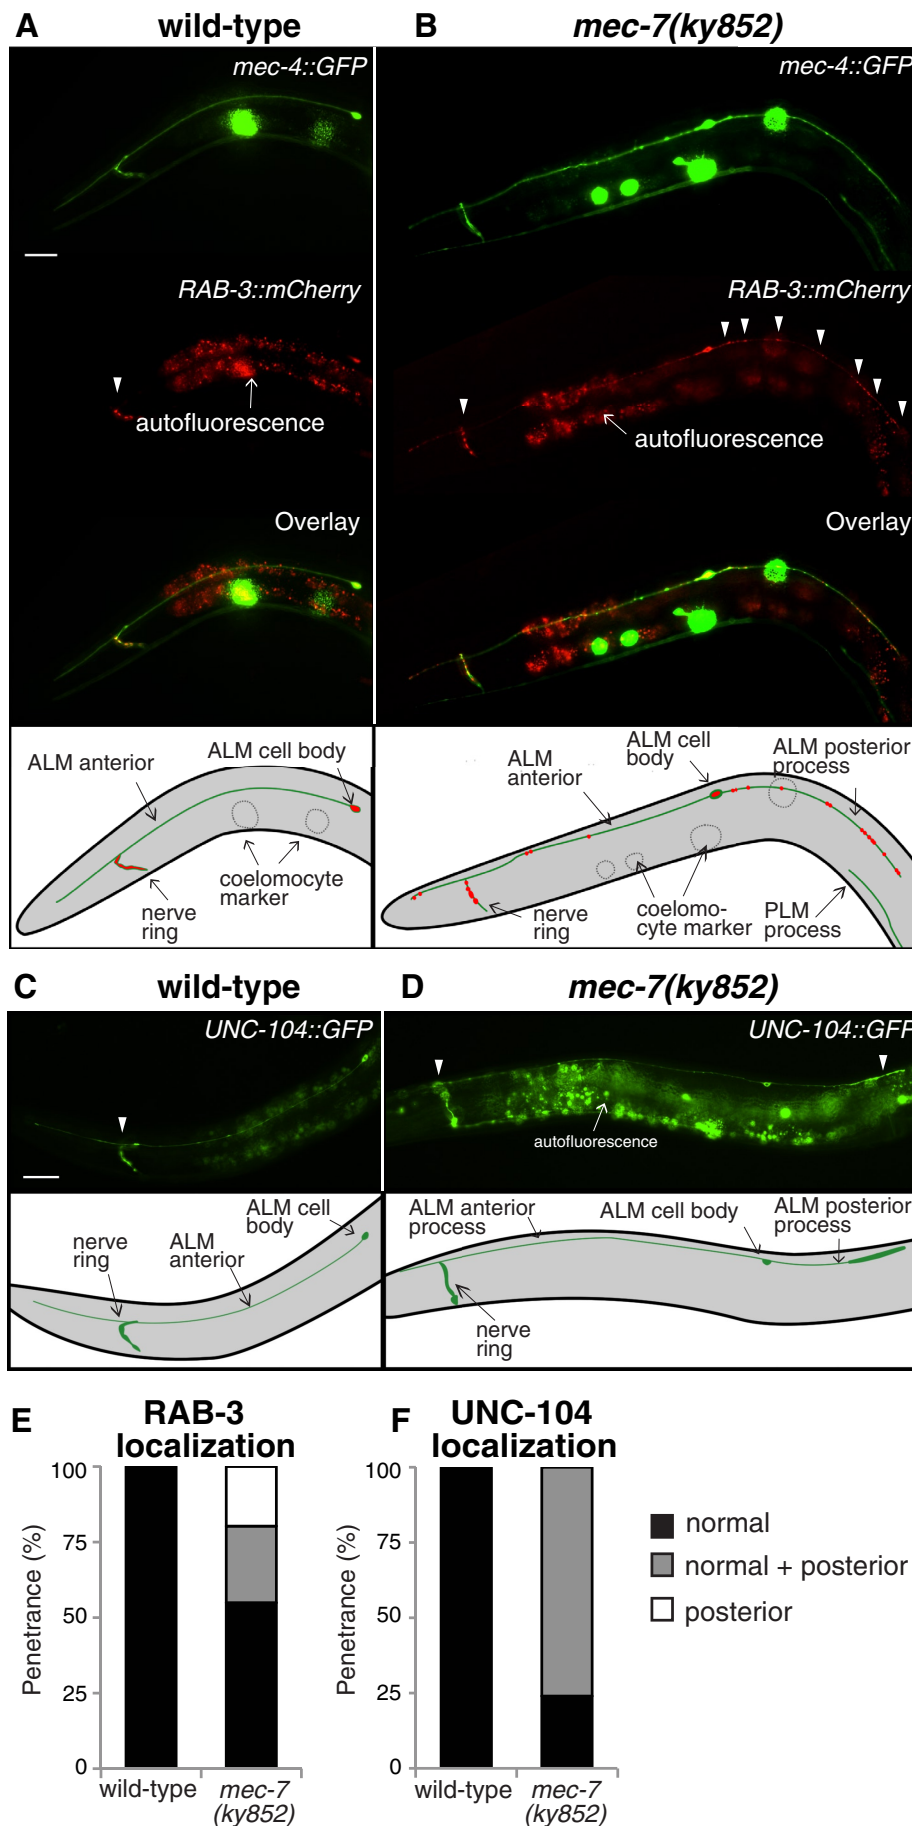 A wild-type
B mec-7(ky852)
mec-4::GFP
mec-4::GFP
RAB-3::mCherry
RAB-3::mCherry
autofluorescence
autofluorescence
Overlay
Overlay
ALM anterior
ALM cell body
coelomocyte
marker
nerve
ring
ALM
anterior
ALM cell
body
ALM posterior
process
nerve
ring
coelomo-
cyte marker
PLM
process
C wild-type
D mec-7(ky852)
UNC-104::GFP
UNC-104::GFP
autofluorescence
nerve
ring
ALM
anterior
ALM cell
body
ALM anterior
process
ALM cell body
ALM posterior
process
nerve
ring
E RAB-3
localization
Penetrance (%)
100
75
50
25
0
wild-type
mec-7
(ky852)
F UNC-104
localization
Penetrance (%)
100
75
50
25
0
wild-type
mec-7
(ky852)
normal
normal + posterior
posterior